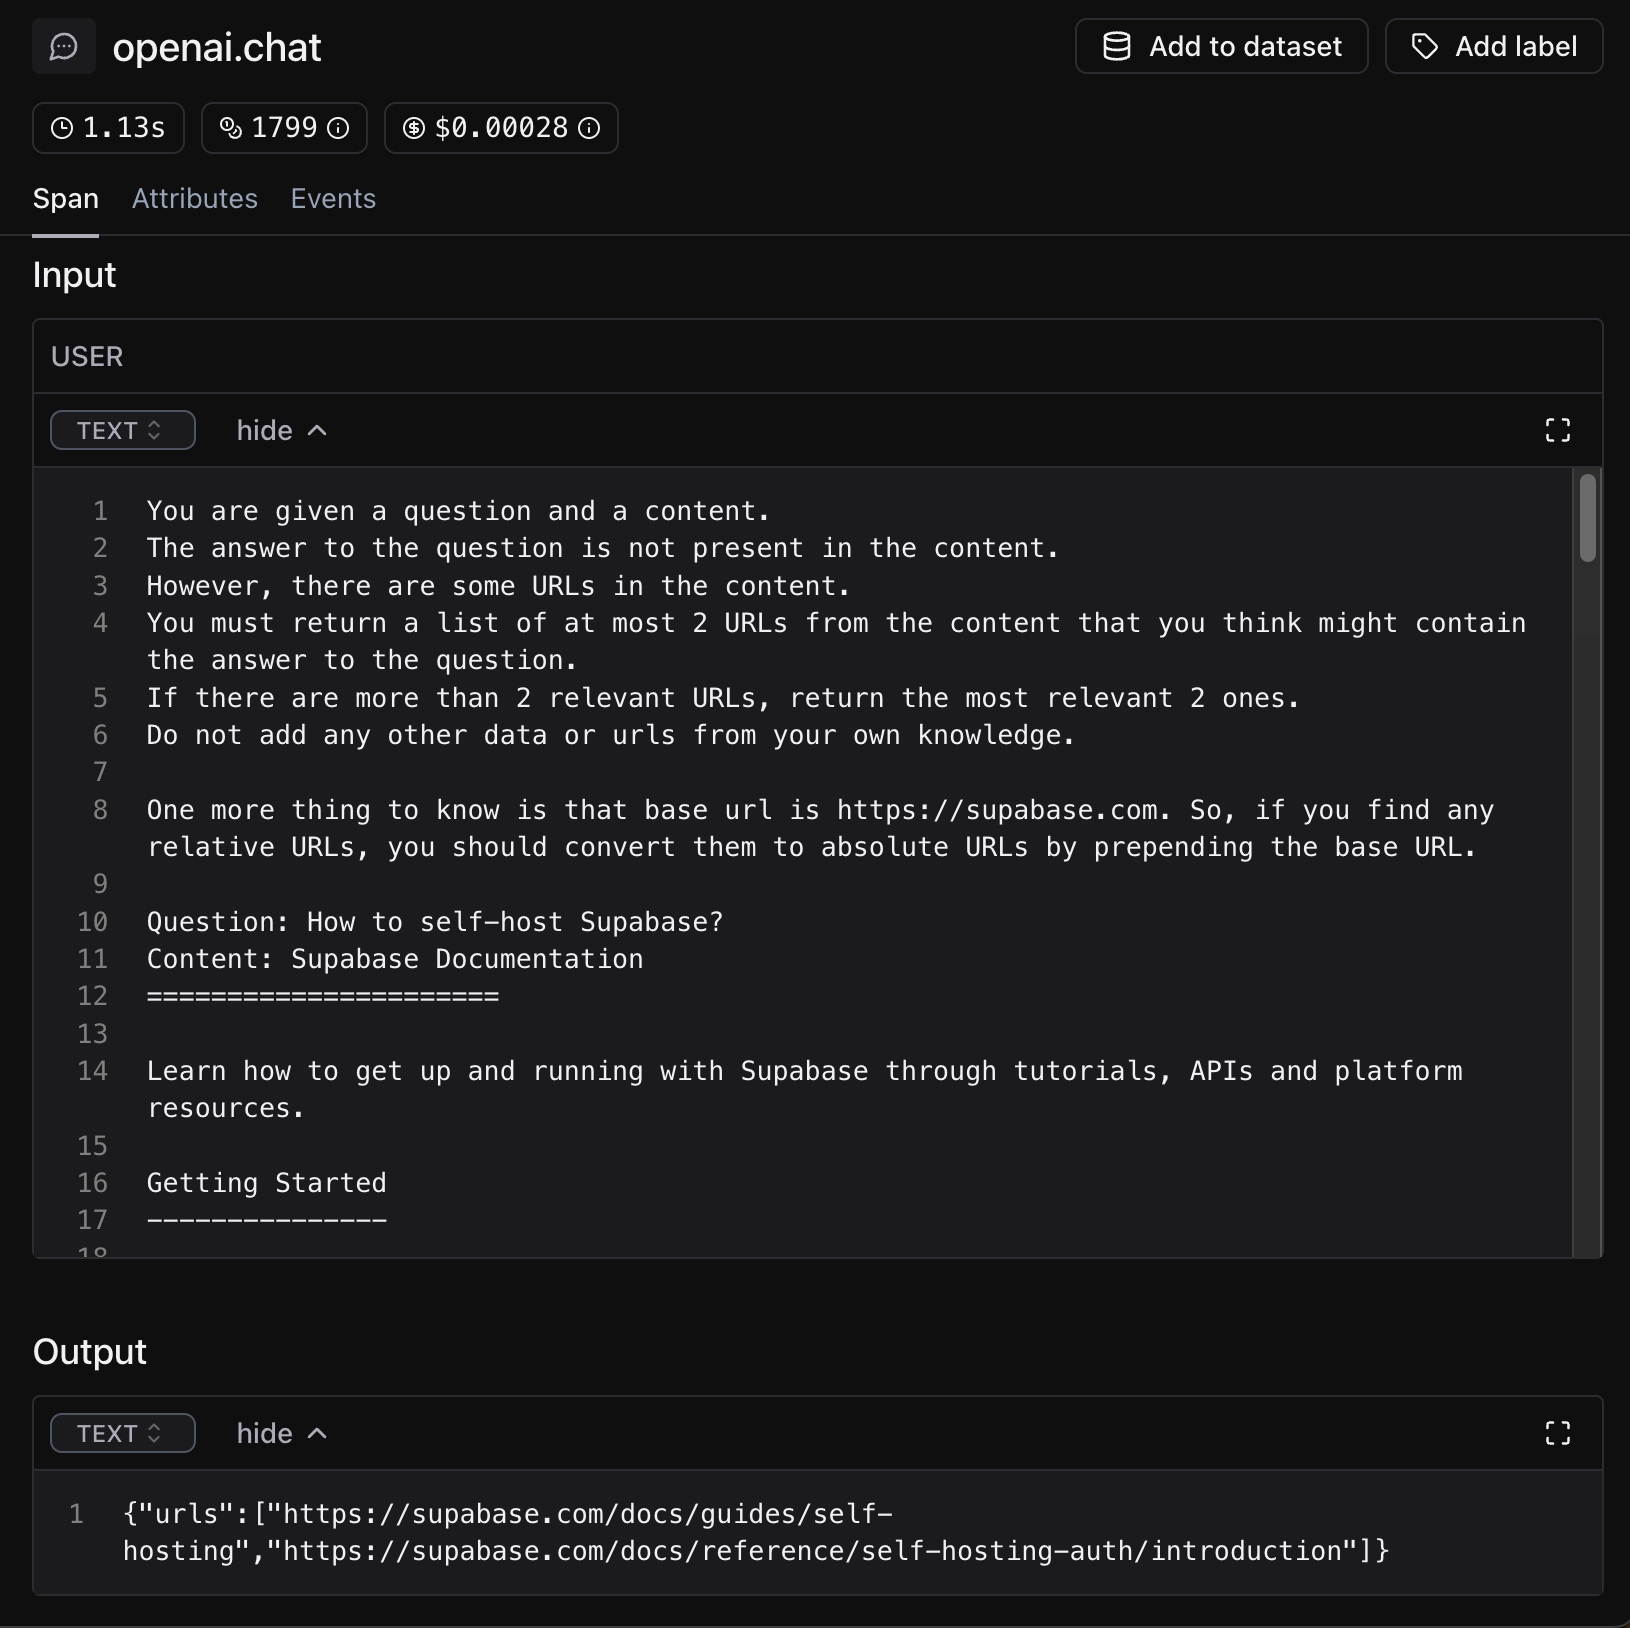 openai.chat
Add to dataset
Add label
1.13s
1799
$0.00028
Span
Attributes
Events
Input
USER
TEXT
hide
1 You are given a question and a content.
2 The answer to the question is not present in the content.
3 However, there are some URLs in the content.
4 You must return a list of at most 2 URLs from the content that you think might contain
the answer to the question.
5 If there are more than 2 relevant URLs, return the most relevant 2 ones.
6 Do not add any other data or urls from your own knowledge.
7
8 One more thing to know is that base url is https://supabase.com. So, if you find any
relative URLs, you should convert them to absolute URLs by prepending the base URL.
9
10 Question: How to self-host Supabase?
11 Content: Supabase Documentation
12 ======================
13
14 Learn how to get up and running with Supabase through tutorials, APIs and platform
resources.
15
16 Getting Started
17 ---------------
18
Output
TEXT
hide
1 {"urls":["https://supabase.com/docs/guides/self-
hosting","https://supabase.com/docs/reference/self-hosting-auth/introduction"]}